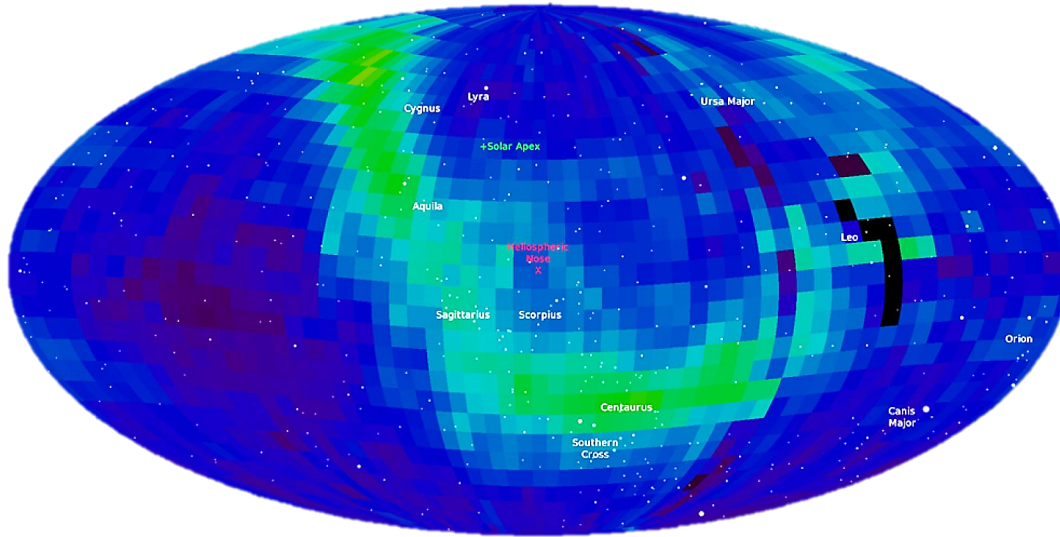 Lyra
Cygnus
Ursa Major
+Solar Apex
Aquila
Leo
Heliospheric
Nose
X
Sagittarius
Scorpius
Orion
Centaurus
Canis
Major
Southern
Cross